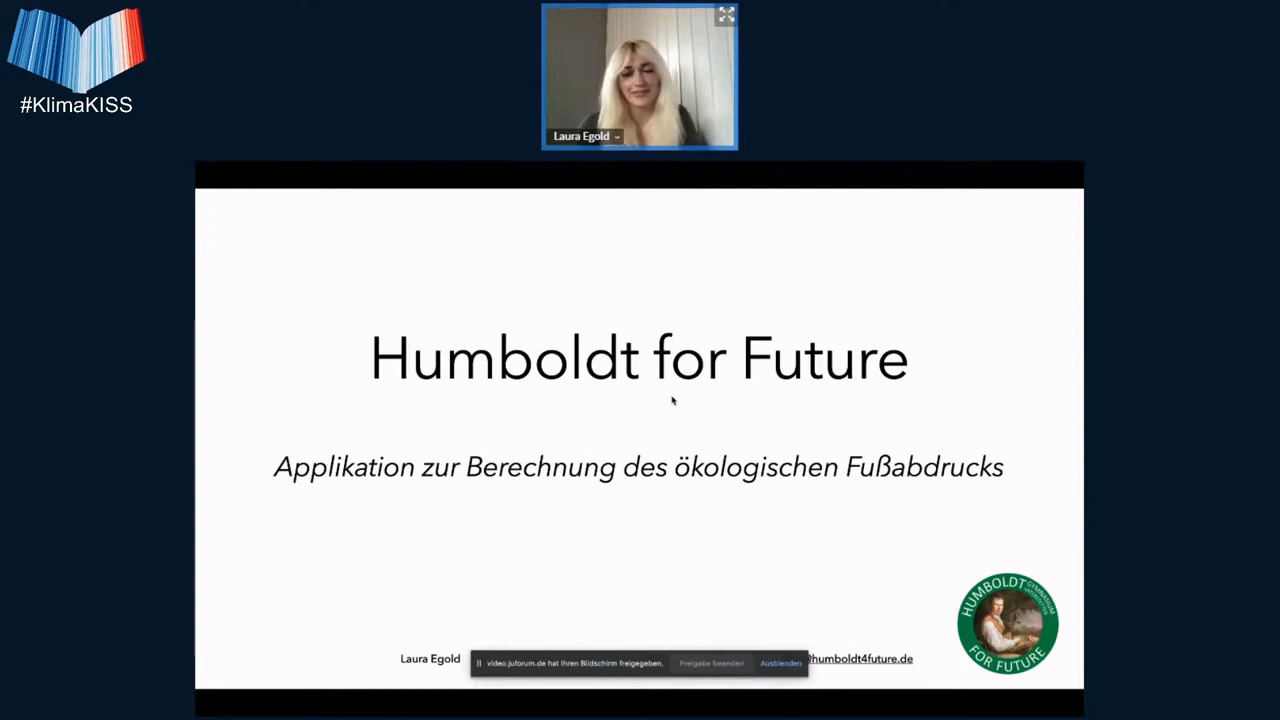 #KlimaKISS
Laura Egold
Humboldt for Future
Applikation zur Berechnung des ökologischen Fußabdrucks
HUMBOLDT
GYMNASIUM
FOR FUTURE
Laura Egold
video.juforum.de hat Ihren Bildschirm freigegeben.
Freigabe beenden
Ausblenden
@humboldt4future.de